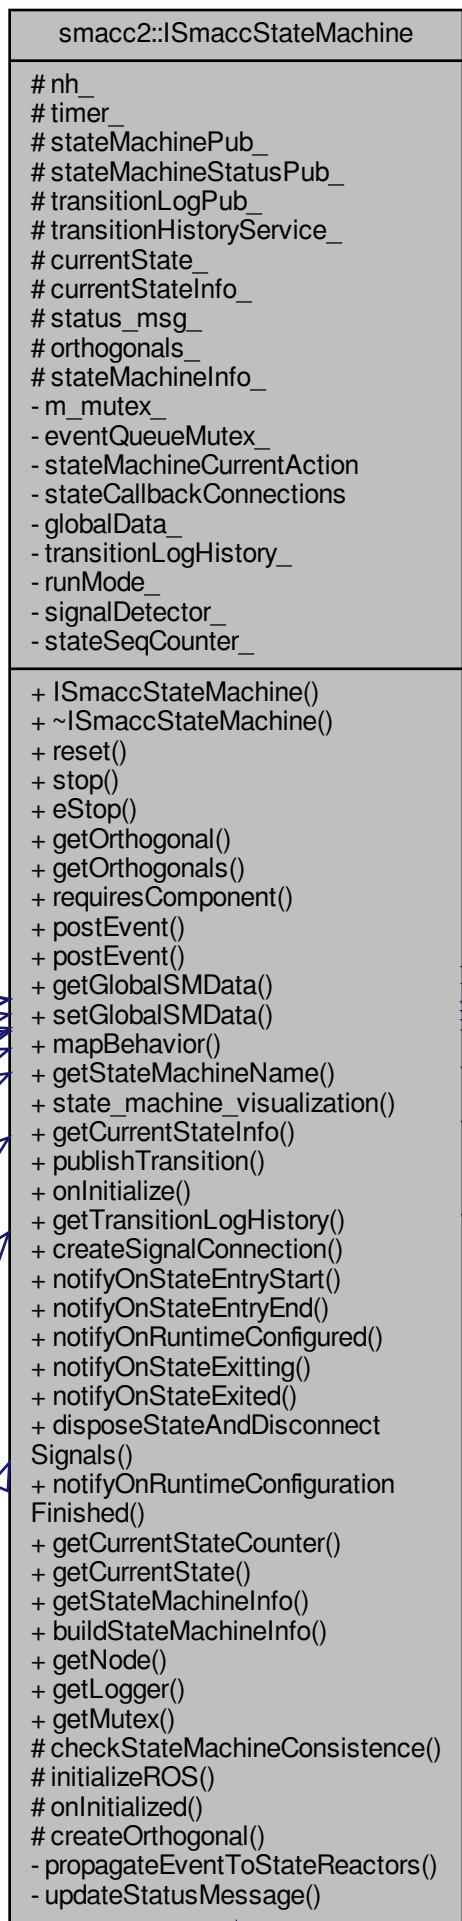 smacc2::ISmaccStateMachine
# nh_
# timer_
# stateMachinePub_
# stateMachineStatusPub_
# transitionLogPub_
# transitionHistoryService_
# currentState_
# currentStateInfo_
# status_msg_
# orthogonals_
# stateMachineInfo_
- m_mutex_
- eventQueueMutex_
- stateMachineCurrentAction
- stateCallbackConnections
- globalData_
- transitionLogHistory_
- runMode_
- signalDetector_
- stateSeqCounter_
+ ISmaccStateMachine()
+ ~ISmaccStateMachine()
+ reset()
+ stop()
+ eStop()
+ getOrthogonal()
+ getOrthogonals()
+ requiresComponent()
+ postEvent()
+ postEvent()
+ getGlobalSMData()
+ setGlobalSMData()
+ mapBehavior()
+ getStateMachineName()
+ state_machine_visualization()
+ getCurrentStateInfo()
+ publishTransition()
+ onInitialize()
+ getTransitionLogHistory()
+ createSignalConnection()
+ notifyOnStateEntryStart()
+ notifyOnStateEntryEnd()
+ notifyOnRuntimeConfigured()
+ notifyOnStateExitting()
+ notifyOnStateExited()
+ disposeStateAndDisconnect
Signals()
+ notifyOnRuntimeConfiguration
Finished()
+ getCurrentStateCounter()
+ getCurrentState()
+ getStateMachineInfo()
+ buildStateMachineInfo()
+ getNode()
+ getLogger()
+ getMutex()
# checkStateMachineConsistence()
# initializeROS()
# onInitialized()
# createOrthogonal()
- propagateEventToStateReactors()
- updateStatusMessage()